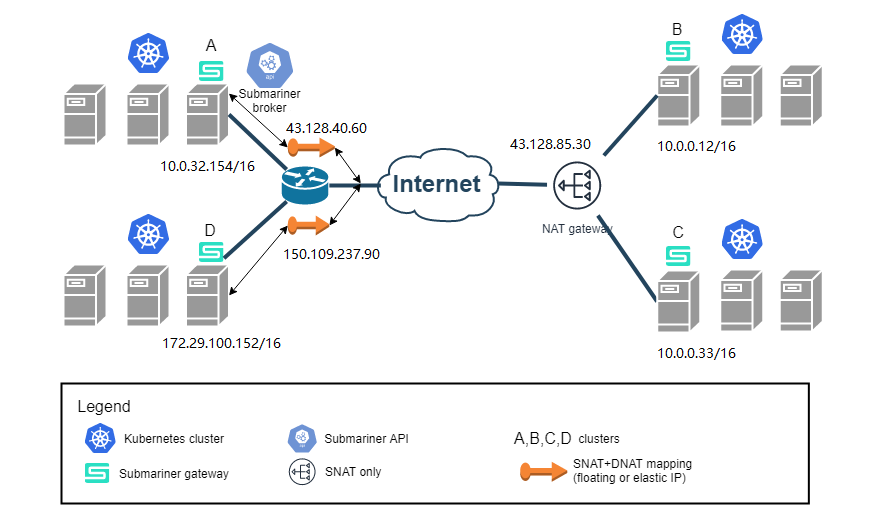 A
B
Submariner
broker
43.128.40.60
43.128.85.30
10.0.32.154/16
10.0.0.12/16
Internet
api
NAT gateway
D
C
150.109.237.90
172.29.100.152/16
10.0.0.33/16
Legend
Kubernetes cluster
api
Submariner API
A,B,C,D clusters
Submariner gateway
SNAT only
SNAT+DNAT mapping
(floating or elastic IP)